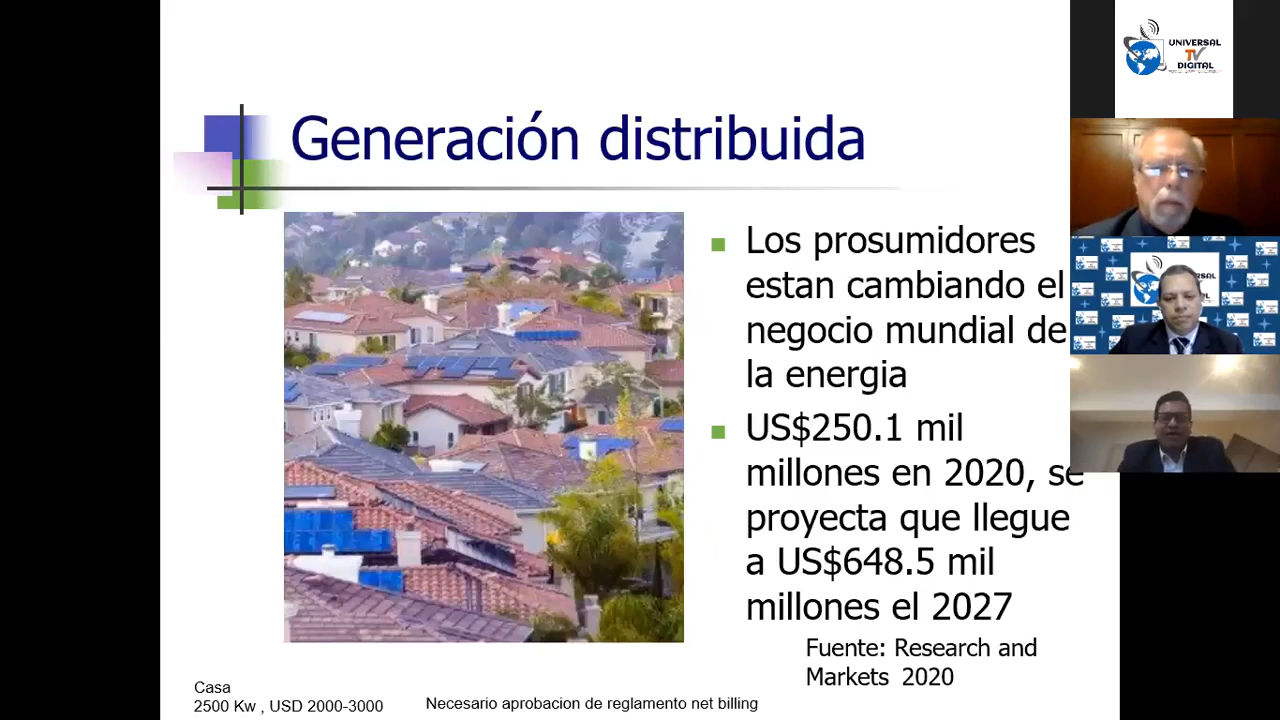 Generación distribuida
Los prosumidores
estan cambiando el
negocio mundial de
la energia
US$250.1 mil
millones en 2020, se
proyecta que llegue
a US$648.5 mil
millones el 2027
Fuente: Research and
Markets 2020
Casa
2500 Kw , USD 2000-3000
Necesario aprobacion de reglamento net billing
UNIVERSAL
TV
DIGITAL